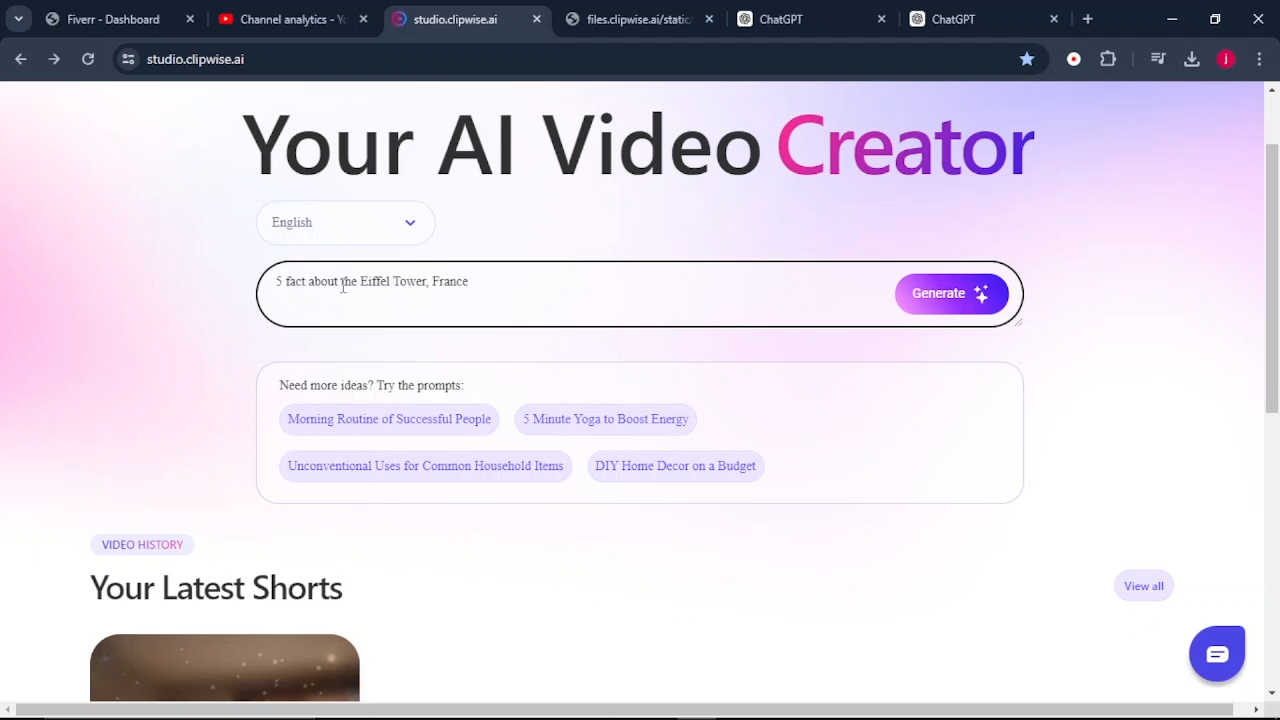 Fiverr - Dashboard
Channel analytics - Yo
studio.clipwise.ai
files.clipwise.ai/static/
ChatGPT
ChatGPT
studio.clipwise.ai
j
Your AI Video Creator
English
5 fact about the Eiffel Tower, France
Generate
Need more ideas? Try the prompts:
Morning Routine of Successful People
5 Minute Yoga to Boost Energy
Unconventional Uses for Common Household Items
DIY Home Decor on a Budget
VIDEO HISTORY
Your Latest Shorts
View all